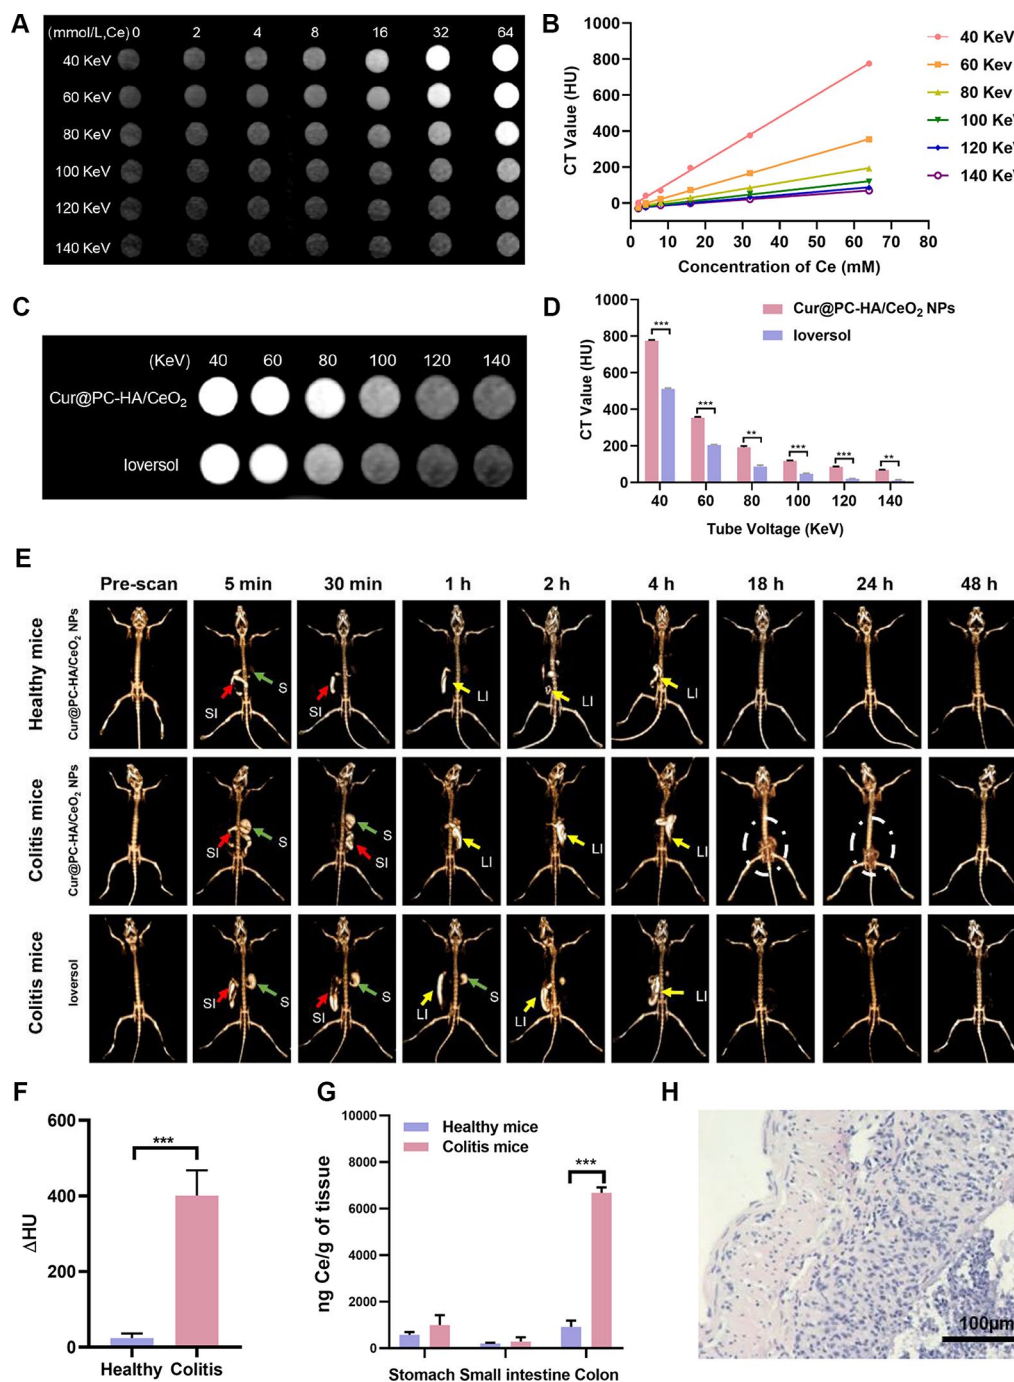 A
(mmol/L,Ce) 0 2 4 8 16 32 64
40 KeV
60 KeV
80 KeV
100 KeV
120 KeV
140 KeV
B
CT Value (HU)
1000
800
600
400
200
0
0 10 20 30 40 50 60 70 80
Concentration of Ce (mM)
40 KeV
60 Kev
80 Kev
100 KeV
120 KeV
140 KeV
C
(KeV) 40 60 80 100 120 140
Cur@PC-HA/CeO₂
Ioversol
D
CT Value (HU)
1000
800
600
400
200
0
Cur@PC-HA/CeO₂ NPs
Ioversol
*** *** ** *** *** **
40 60 80 100 120 140
Tube Voltage (KeV)
E
Pre-scan 5 min 30 min 1 h 2 h 4 h 18 h 24 h 48 h
Healthy mice
Cur@PC-HA/CeO₂ NPs
SI S SI LI LI LI
Colitis mice
Cur@PC-HA/CeO₂ NPs
SI S SI S LI LI LI
Colitis mice
Ioversol
SI S SI S LI S LI LI
F
ΔHU
600
400
200
0
***
Healthy Colitis
G
ng Ce/g of tissue
10000
8000
6000
4000
2000
0
Healthy mice
Colitis mice
***
Stomach Small intestine Colon
H
100μm